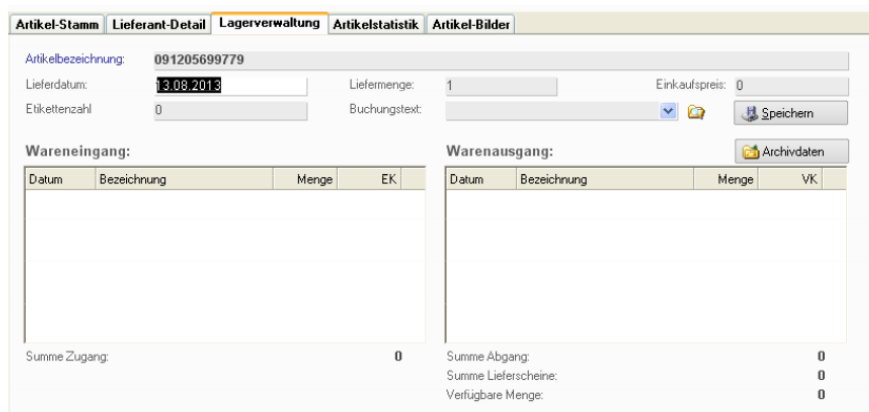 Artikel-Stamm Lieferant-Detail Lagerverwaltung Artikelstatistik Artikel-Bilder
Artikelbezeichnung: 091205699779
Lieferdatum: 13.08.2013 Liefermenge: 1 Einkaufspreis: 0
Etikettenzahl 0 Buchungstext: Speichern
Wareneingang: Warenausgang: Archivdaten
Datum Bezeichnung Menge EK Datum Bezeichnung Menge VK
Summe Zugang: 0 Summe Abgang: 0
Summe Lieferscheine: 0
Verfügbare Menge: 0